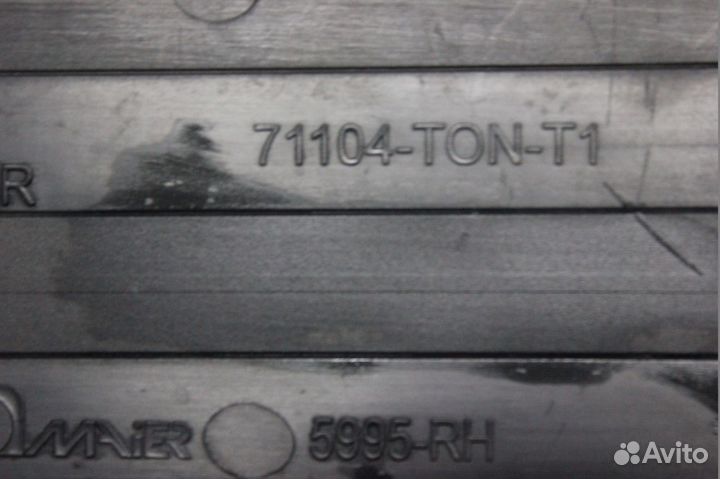 71104-TON-T1
R
MAIER 5995-RH
Avito